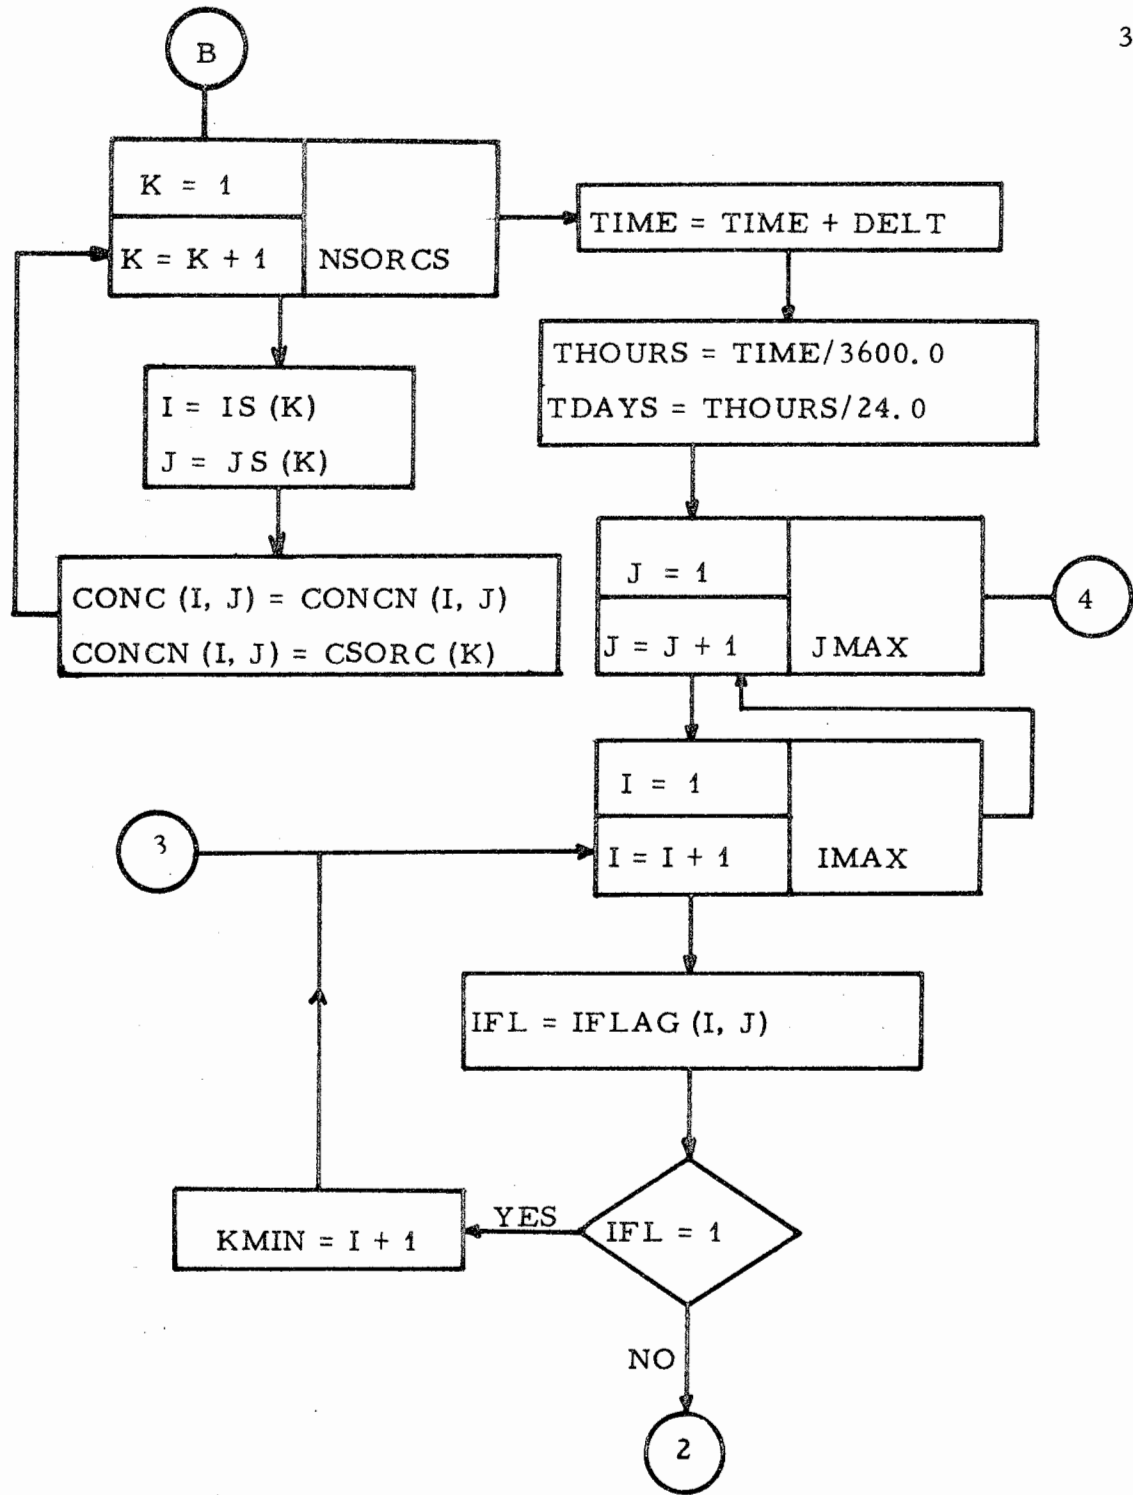 3
B
K = 1
K = K + 1
NSORCS
TIME = TIME + DELT
I = IS (K)
J = JS (K)
THOURS = TIME/3600.0
TDAYS = THOURS/24.0
CONC (I, J) = CONCN (I, J)
CONCN (I, J) = CSORC (K)
J = 1
J = J + 1
JMAX
4
I = 1
I = I + 1
IMAX
3
IFL = IFLAG (I, J)
IFL = 1
YES
KMIN = I + 1
NO
2